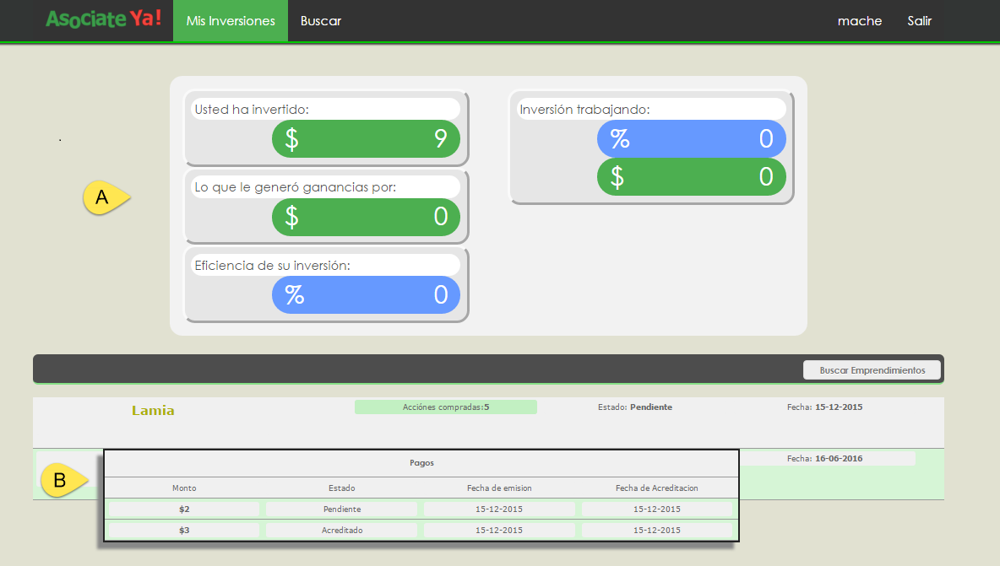 Asociate Ya! Mis Inversiones Buscar mache Salir
Usted ha invertido:
$ 9
Lo que le generó ganancias por:
$ 0
Eficiencia de su inversión:
% 0
Inversión trabajando:
% 0
$ 0
A
Buscar Emprendimientos
Lamia Acciónes compradas:5 Estado: Pendiente Fecha: 15-12-2015
Fecha: 16-06-2016
B
Pagos
Monto Estado Fecha de emision Fecha de Acreditacion
$2 Pendiente 15-12-2015 15-12-2015
$3 Acreditado 15-12-2015 15-12-2015